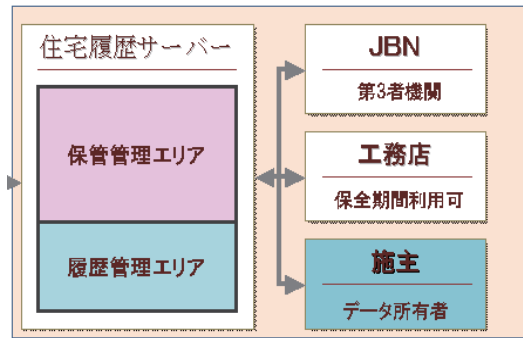 住宅履歴サーバー
保管管理エリア
履歴管理エリア
JBN
第3者機関
工務店
保全期間利用可
施主
データ所有者